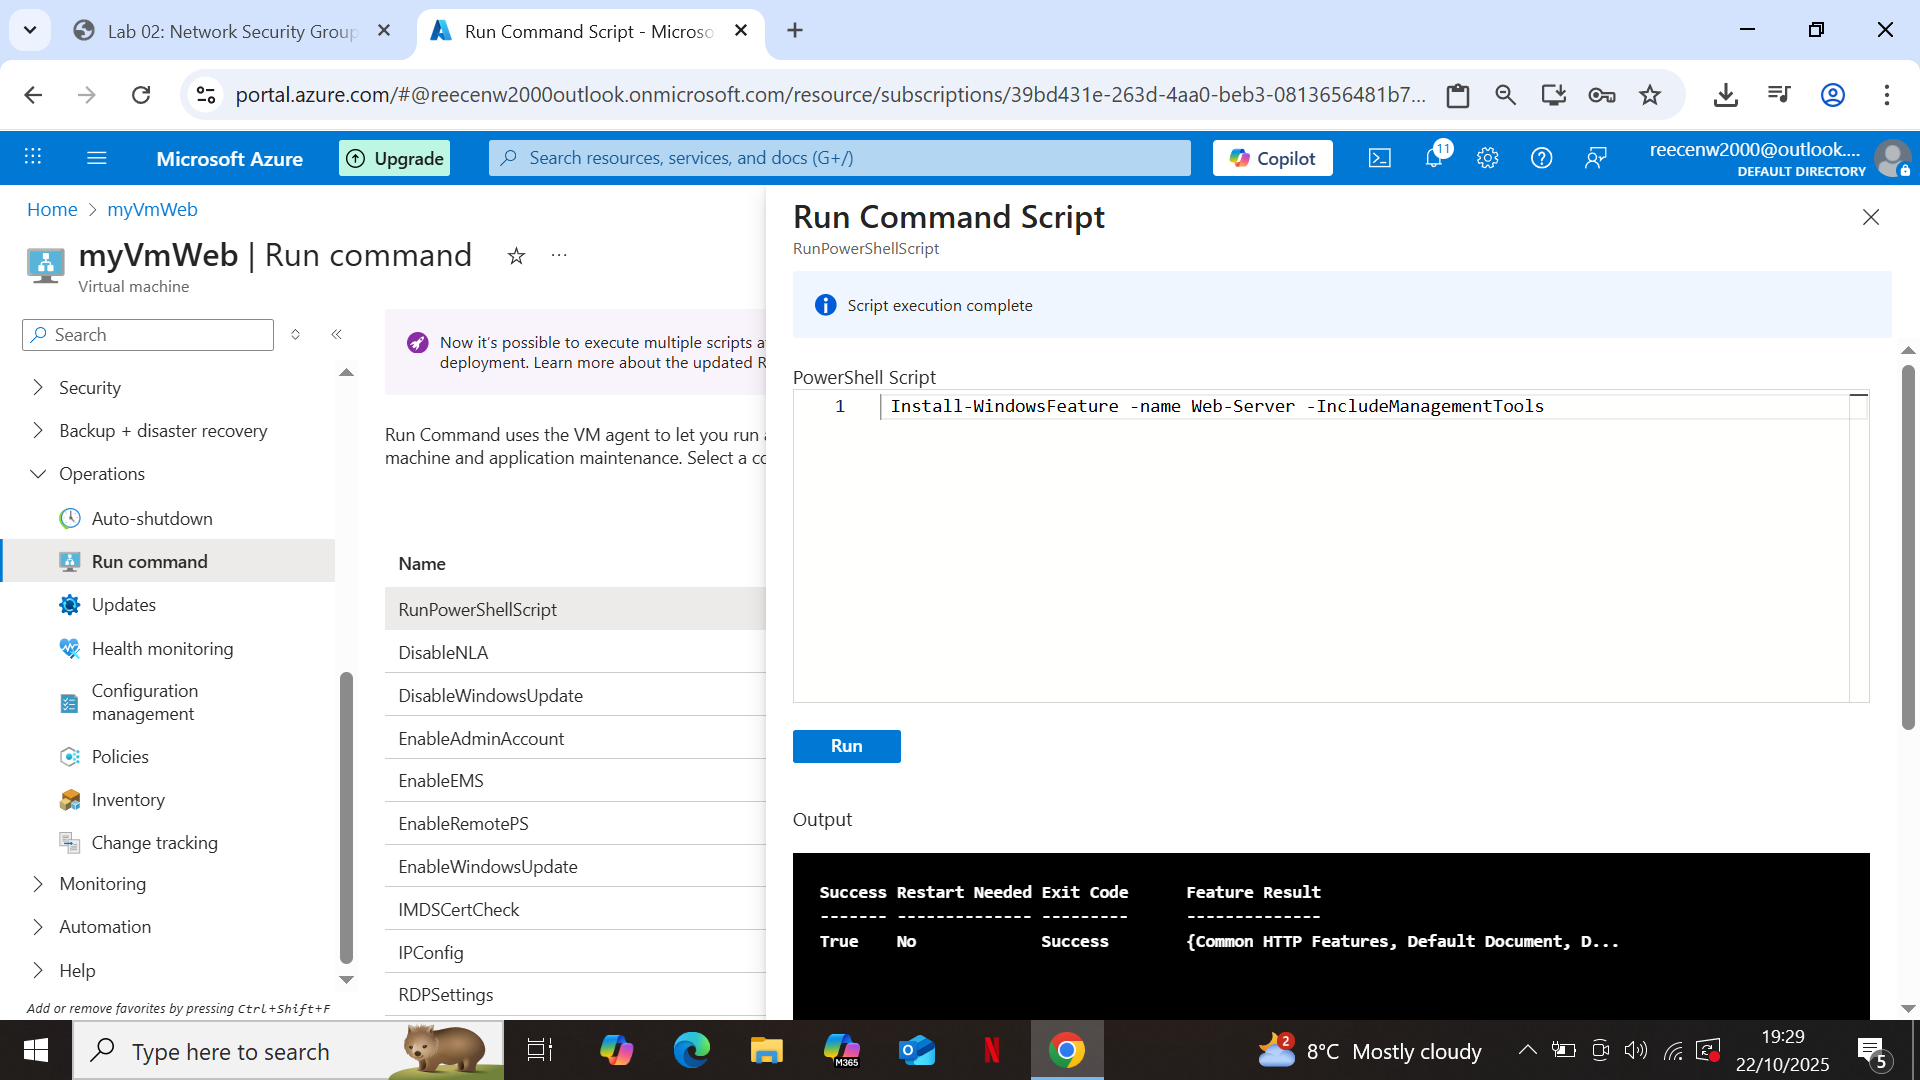 Lab 02: Network Security Group
Run Command Script - Microso
portal.azure.com/#@reecenw2000outlook.onmicrosoft.com/resource/subscriptions/39bd431e-263d-4aa0-beb3-0813656481b7...
Microsoft Azure
Upgrade
Search resources, services, and docs (G+/)
Copilot
11
reecenw2000@outlook....
DEFAULT DIRECTORY
Home
myVmWeb
myVmWeb | Run command
...
Virtual machine
Search
Security
Backup + disaster recovery
Operations
Auto-shutdown
Run command
Updates
Health monitoring
Configuration
management
Policies
Inventory
Change tracking
Monitoring
Automation
Help
Add or remove favorites by pressing Ctrl+Shift+F
Now it's possible to execute multiple scripts a
deployment. Learn more about the updated R
Run Command uses the VM agent to let you run a
machine and application maintenance. Select a co
Name
RunPowerShellScript
DisableNLA
DisableWindowsUpdate
EnableAdminAccount
EnableEMS
EnableRemotePS
EnableWindowsUpdate
IMDSCertCheck
IPConfig
RDPSettings
Run Command Script
RunPowerShellScript
Script execution complete
PowerShell Script
1 Install-WindowsFeature -name Web-Server -IncludeManagementTools
Run
Output
Success Restart Needed Exit Code Feature Result
------- -------------- --------- --------------
True No Success {Common HTTP Features, Default Document, D...
Type here to search
M365
N
2
8°C Mostly cloudy
19:29
22/10/2025
5